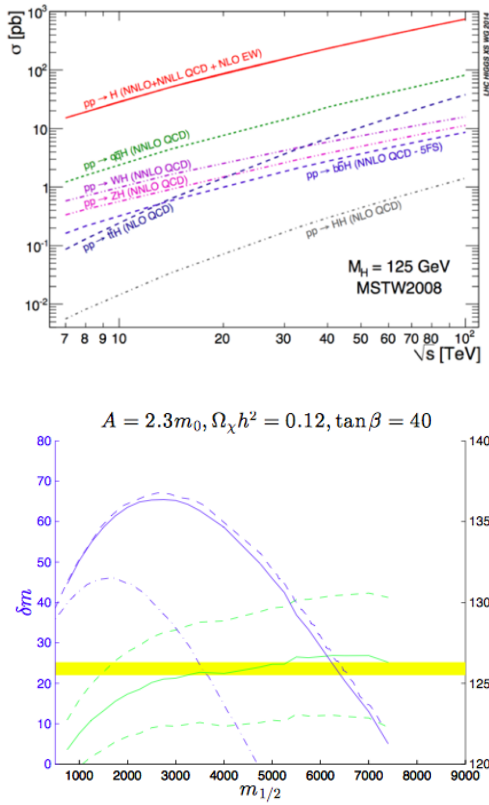 σ [pb]
10³
10²
10
1
10⁻¹
10⁻²
pp → H (NNLO+NNLL QCD + NLO EW)
pp → qqH (NNLO QCD)
pp → WH (NNLO QCD)
pp → ZH (NNLO QCD)
pp → ttH (NLO QCD)
pp → bbH (NNLO QCD - 5FS)
pp → HH (NLO QCD)
M_H = 125 GeV
MSTW2008
LHC HIGGS XS WG 2014
7 8 9 10 20 30 40 50 60 70 80 10²
√s [TeV]
A = 2.3m₀, Ω_χh² = 0.12, tan β = 40
80 140
70
60 135
50
40 130
30
20 125
10
0 120
δm
1000 2000 3000 4000 5000 6000 7000 8000 9000
m₁/₂